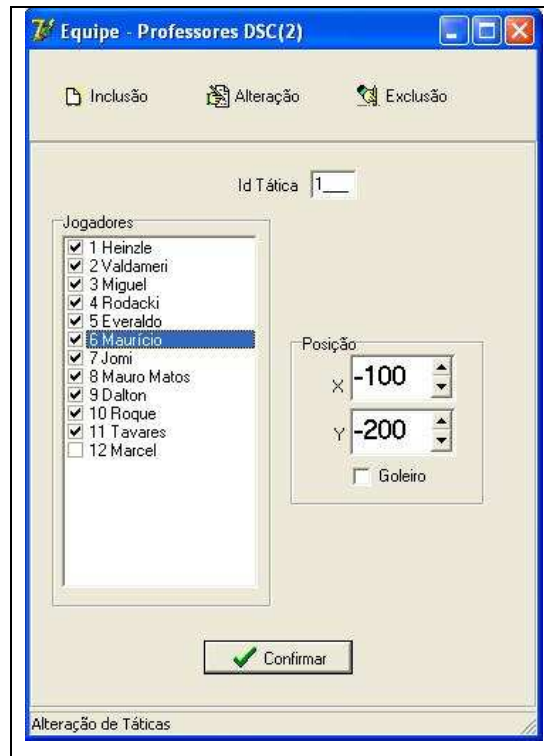 Equipe - Professores DSC(2)
Inclusão Alteração Exclusão
Id Tática 1___
Jogadores
1 Heinzle
2 Valdameri
3 Miguel
4 Rodacki
5 Everaldo
6 Maurício
7 Jomi
8 Mauro Matos
9 Dalton
10 Roque
11 Tavares
12 Marcel
Posição
X -100
Y -200
Goleiro
Confirmar
Alteração de Táticas